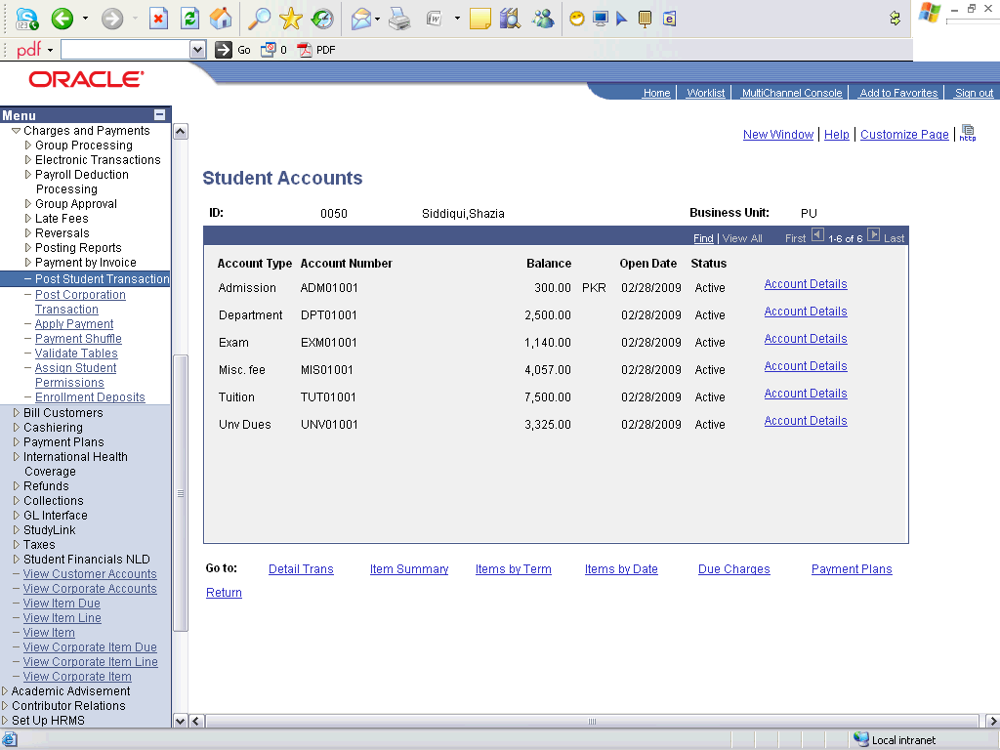 pdf
Go
0
PDF
ORACLE
Home
Worklist
MultiChannel Console
Add to Favorites
Sign out
Menu
Charges and Payments
Group Processing
Electronic Transactions
Payroll Deduction
Processing
Group Approval
Late Fees
Reversals
Posting Reports
Payment by Invoice
Post Student Transaction
Post Corporation
Transaction
Apply Payment
Payment Shuffle
Validate Tables
Assign Student
Permissions
Enrollment Deposits
Bill Customers
Cashiering
Payment Plans
International Health
Coverage
Refunds
Collections
GL Interface
StudyLink
Taxes
Student Financials NLD
View Customer Accounts
View Corporate Accounts
View Item Due
View Item Line
View Item
View Corporate Item Due
View Corporate Item Line
View Corporate Item
Academic Advisement
Contributor Relations
Set Up HRMS
New Window | Help | Customize Page | http
Student Accounts
ID: 0050 Siddiqui,Shazia Business Unit: PU
Find | View All First 1-6 of 6 Last
Account Type Account Number Balance Open Date Status
Admission ADM01001 300.00 PKR 02/28/2009 Active Account Details
Department DPT01001 2,500.00 02/28/2009 Active Account Details
Exam EXM01001 1,140.00 02/28/2009 Active Account Details
Misc. fee MIS01001 4,057.00 02/28/2009 Active Account Details
Tuition TUT01001 7,500.00 02/28/2009 Active Account Details
Unv Dues UNV01001 3,325.00 02/28/2009 Active Account Details
Go to: Detail Trans Item Summary Items by Term Items by Date Due Charges Payment Plans
Return
Local intranet